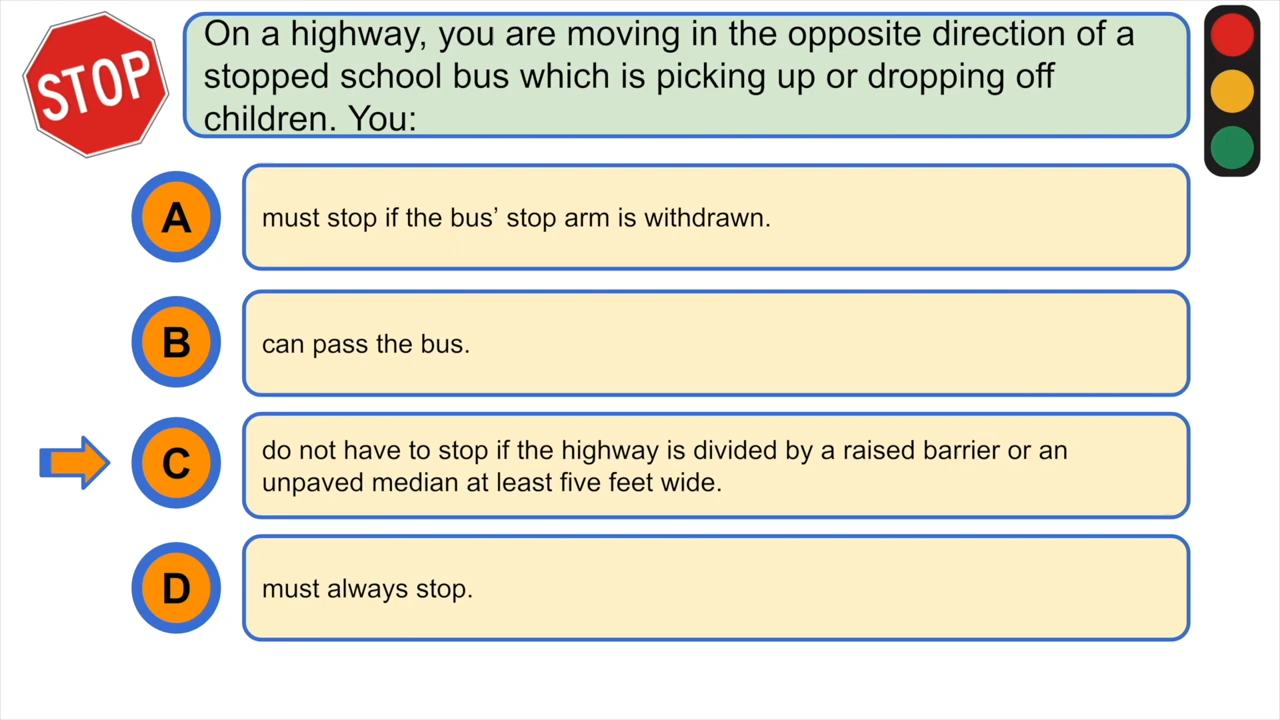 STOP
On a highway, you are moving in the opposite direction of a
stopped school bus which is picking up or dropping off
children. You:
A
must stop if the bus’ stop arm is withdrawn.
B
can pass the bus.
C
do not have to stop if the highway is divided by a raised barrier or an
unpaved median at least five feet wide.
D
must always stop.